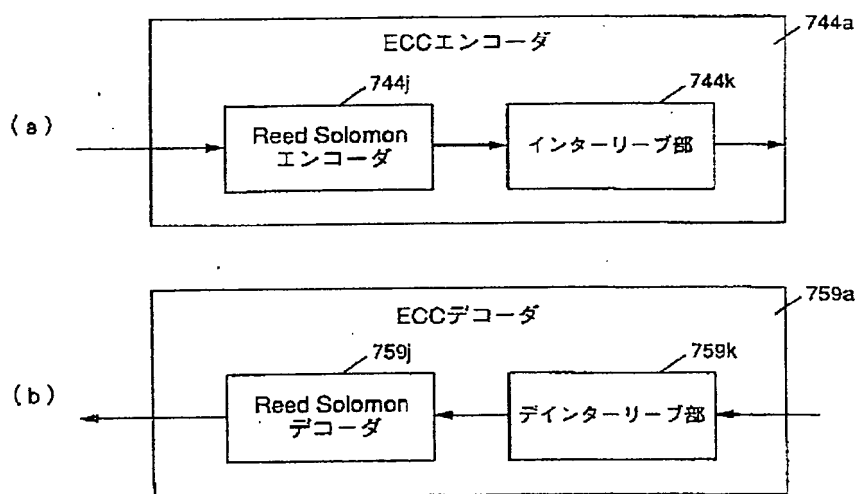 ECCエンコーダ
744a
744j
744k
(a)
Reed Solomon
エンコーダ
インターリーブ部
ECCデコーダ
759a
759j
759k
(b)
Reed Solomon
デコーダ
デインターリーブ部